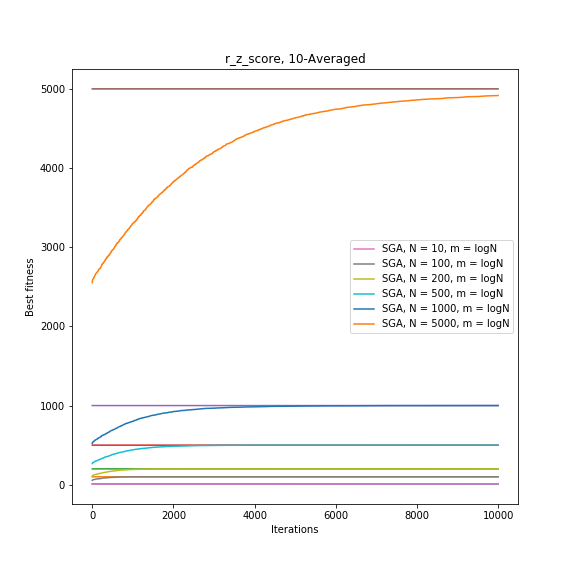 r_z_score, 10-Averaged
5000
4000
3000
2000
1000
0
Best fitness
SGA, N = 10, m = logN
SGA, N = 100, m = logN
SGA, N = 200, m = logN
SGA, N = 500, m = logN
SGA, N = 1000, m = logN
SGA, N = 5000, m = logN
0 2000 4000 6000 8000 10000
Iterations